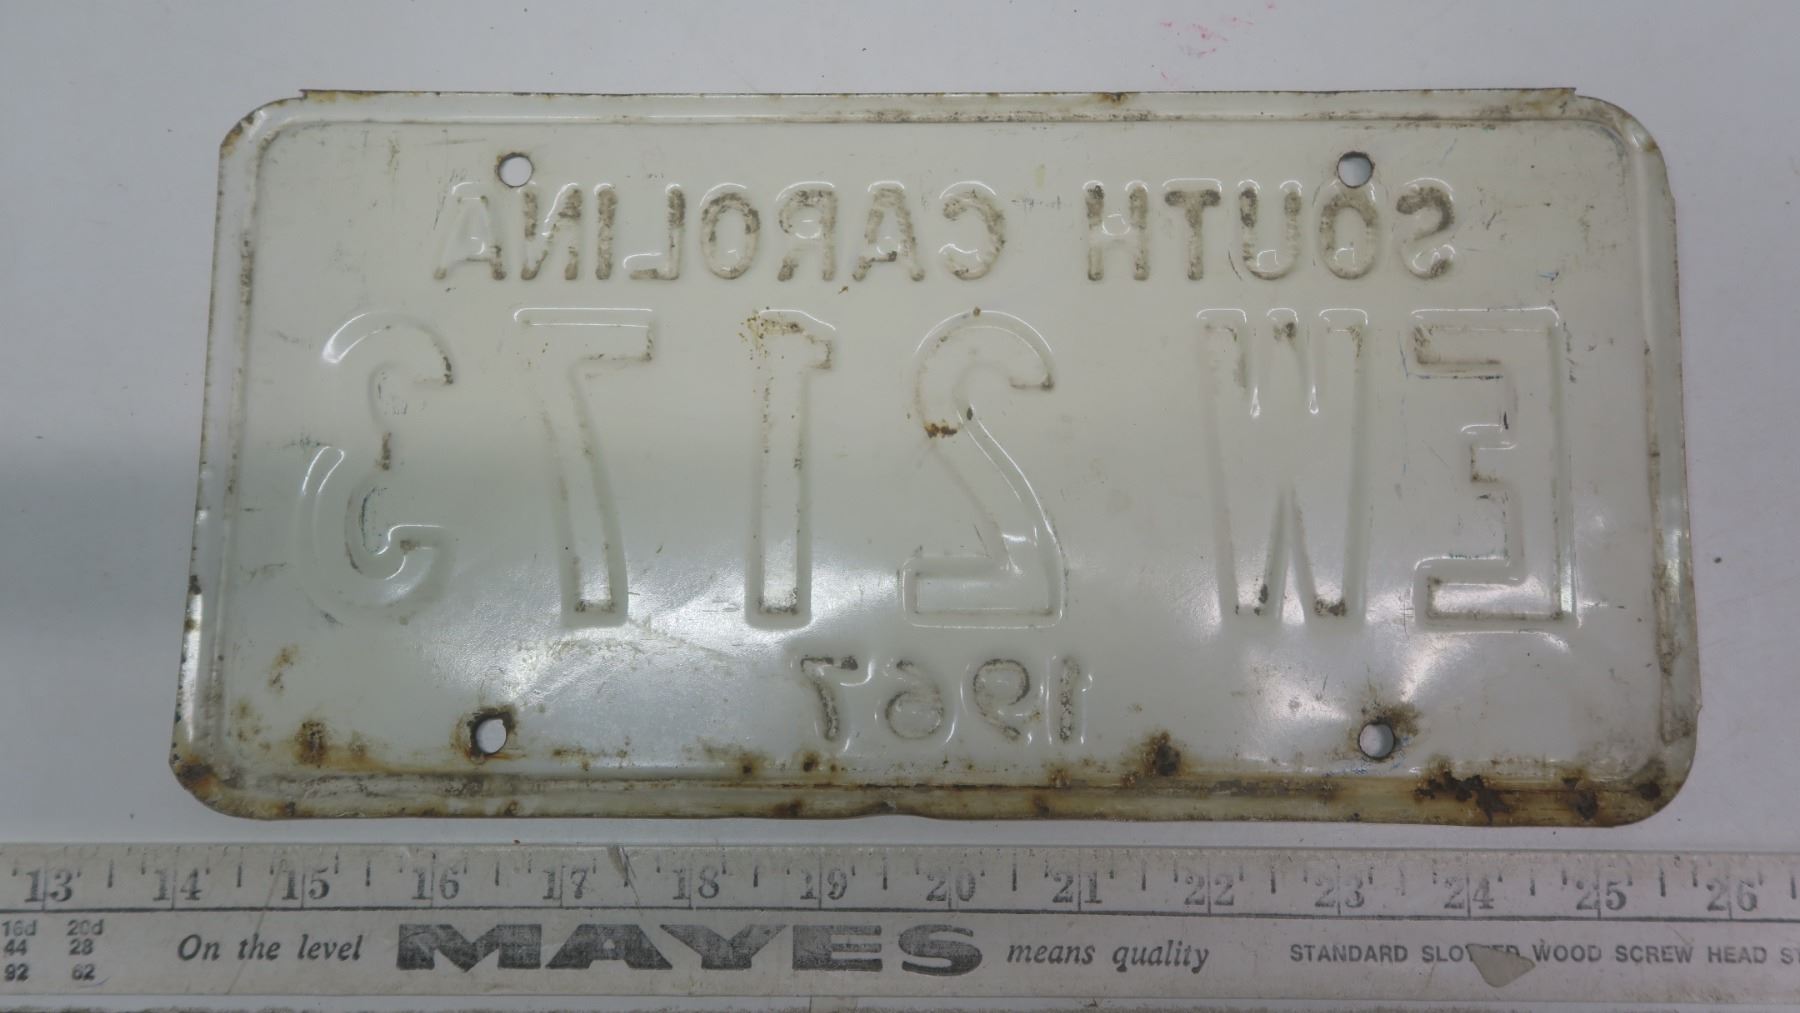 SOUTH CAROLINA
EW 2173
1967
13 14 15 16 17 18 19 20 21 22 23 24 25 26
16d 20d
44 28
92 62
On the level MAYES means quality STANDARD SLOTTED WOOD SCREW HEAD